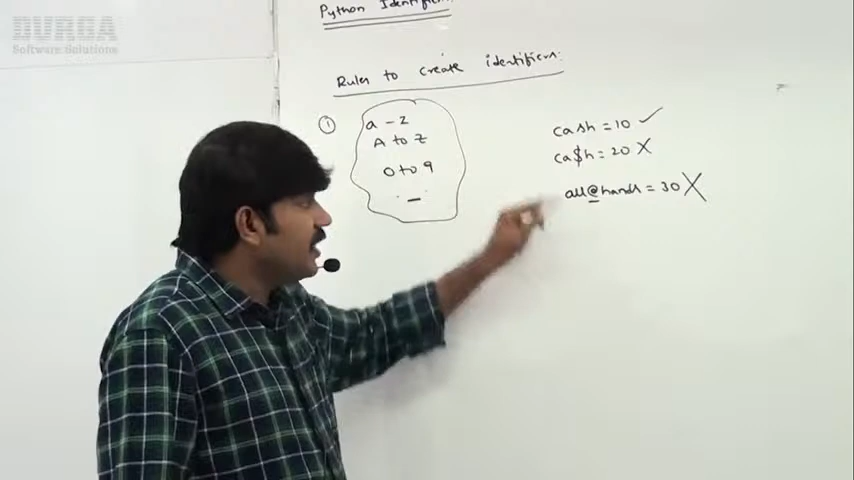 DURGA
Software Solutions
Python Identifiers
Rules to create identifiers:
① a - z
A to Z
0 to 9
_
cash = 10 ✓
ca$h = 20 X
all@hands = 30 X